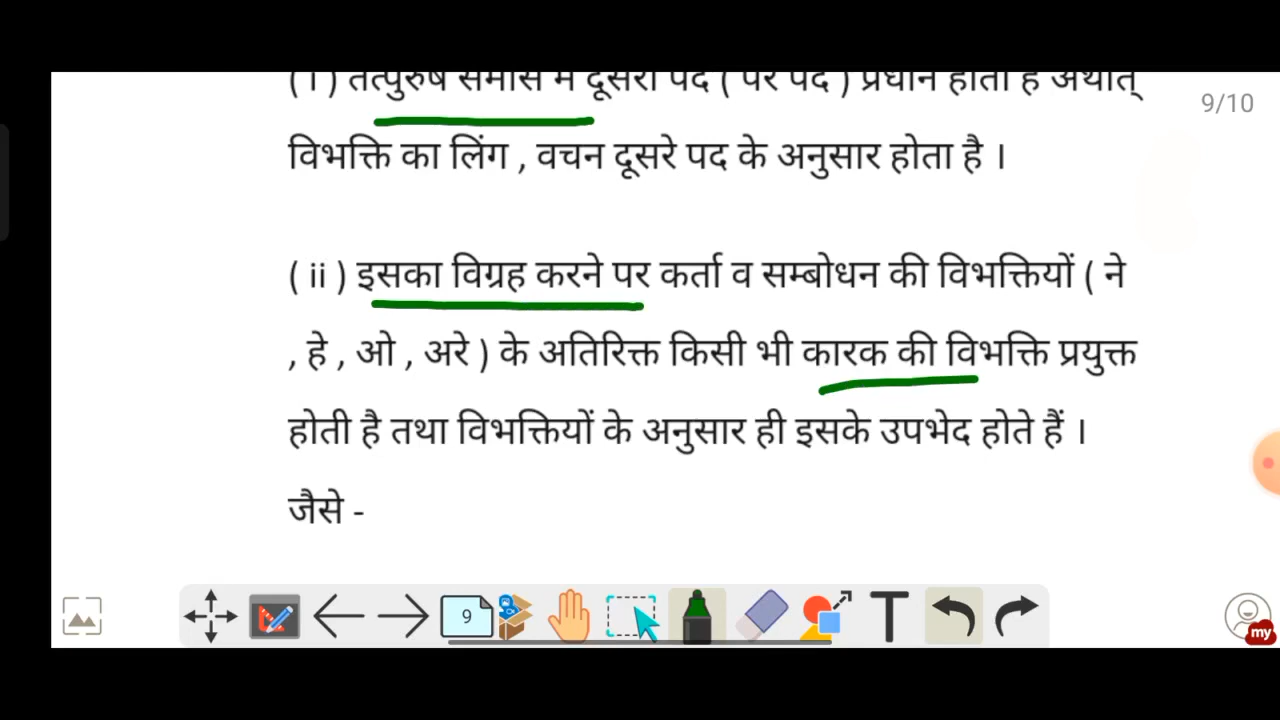 ( i ) तत्पुरुष समास में दूसरा पद ( पर पद ) प्रधान होता है अर्थात्
9/10
विभक्ति का लिंग , वचन दूसरे पद के अनुसार होता है ।
( ii ) इसका विग्रह करने पर कर्ता व सम्बोधन की विभक्तियों ( ने
, हे , ओ , अरे ) के अतिरिक्त किसी भी कारक की विभक्ति प्रयुक्त
होती है तथा विभक्तियों के अनुसार ही इसके उपभेद होते हैं ।
जैसे -
9
T
my